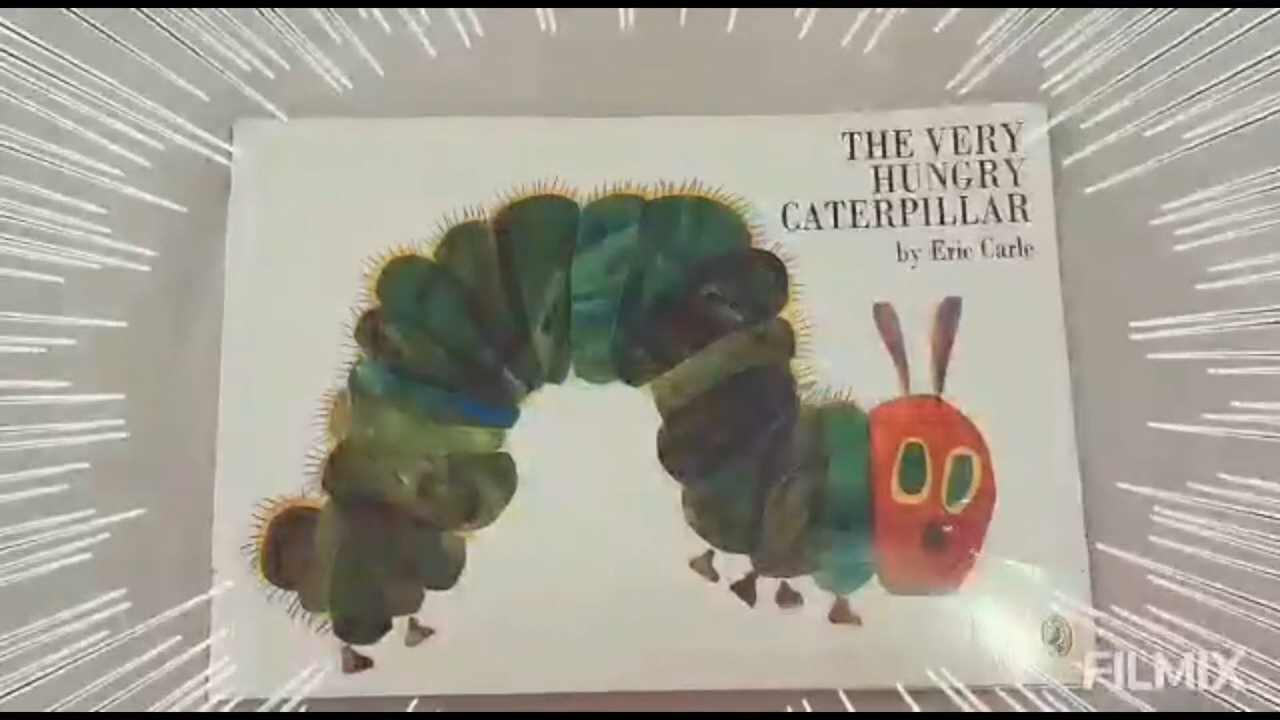 THE VERY
HUNGRY
CATERPILLAR
by Eric Carle
FILMIX